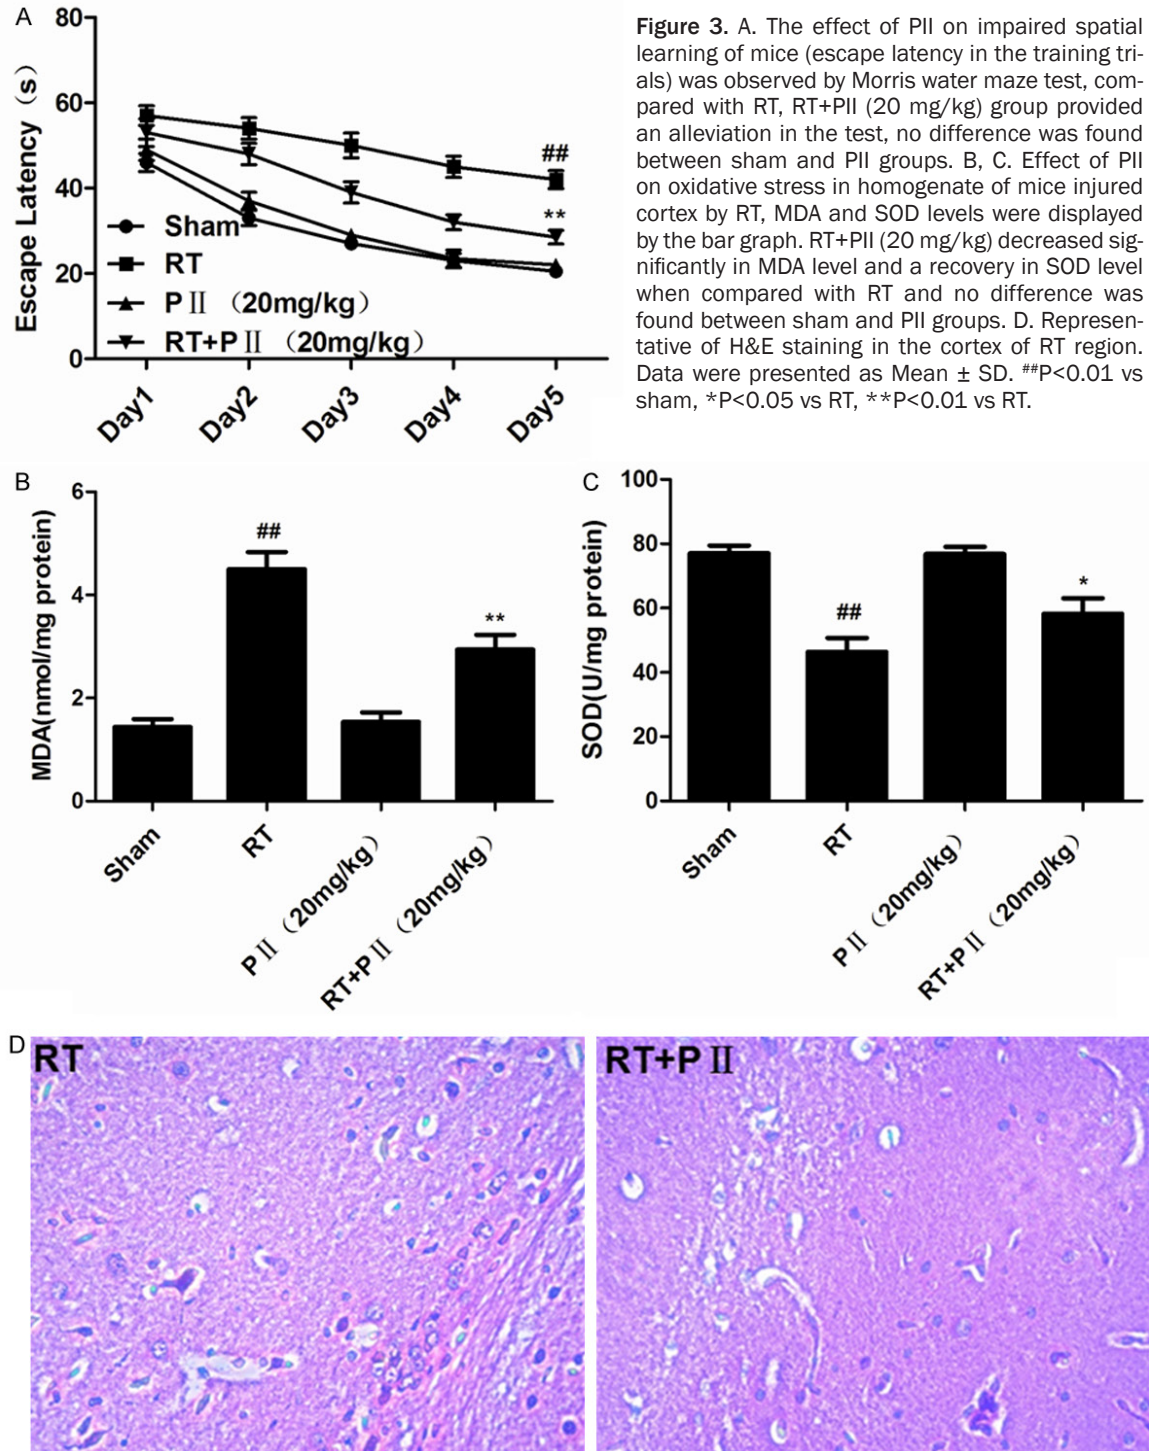 A
80
60
40
20
0
Escape Latency (s)
##
**
Sham
RT
PⅡ (20mg/kg)
RT+PⅡ (20mg/kg)
Day1
Day2
Day3
Day4
Day5
Figure 3. A. The effect of PII on impaired spatial
learning of mice (escape latency in the training tri-
als) was observed by Morris water maze test, com-
pared with RT, RT+PII (20 mg/kg) group provided
an alleviation in the test, no difference was found
between sham and PII groups. B, C. Effect of PII
on oxidative stress in homogenate of mice injured
cortex by RT, MDA and SOD levels were displayed
by the bar graph. RT+PII (20 mg/kg) decreased sig-
nificantly in MDA level and a recovery in SOD level
when compared with RT and no difference was
found between sham and PII groups. D. Represen-
tative of H&E staining in the cortex of RT region.
Data were presented as Mean ± SD. ##P<0.01 vs
sham, *P<0.05 vs RT, **P<0.01 vs RT.
B
6
4
2
0
MDA(nmol/mg protein)
##
**
Sham
RT
PⅡ (20mg/kg)
RT+PⅡ (20mg/kg)
C
100
80
60
40
20
0
SOD(U/mg protein)
##
*
Sham
RT
PⅡ (20mg/kg)
RT+PⅡ (20mg/kg)
D
RT
RT+PⅡ